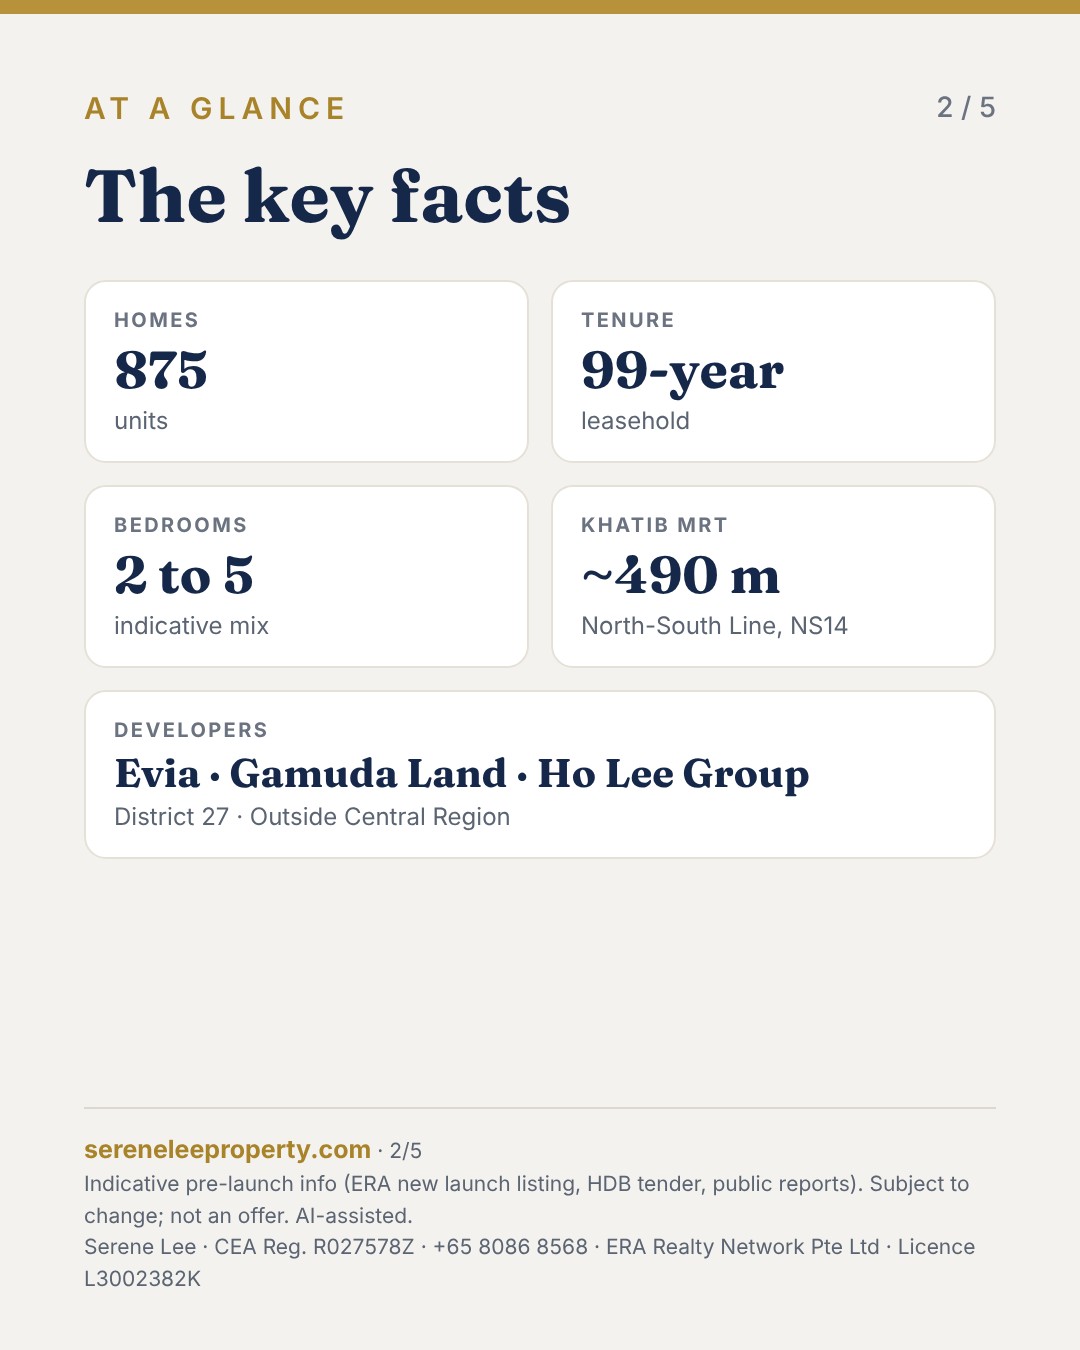 AT A GLANCE
2 / 5
The key facts
HOMES
875
units
TENURE
99-year
leasehold
BEDROOMS
2 to 5
indicative mix
KHATIB MRT
~490 m
North-South Line, NS14
DEVELOPERS
Evia · Gamuda Land · Ho Lee Group
District 27 · Outside Central Region
sereneleeproperty.com · 2/5
Indicative pre-launch info (ERA new launch listing, HDB tender, public reports). Subject to
change; not an offer. AI-assisted.
Serene Lee · CEA Reg. R027578Z · +65 8086 8568 · ERA Realty Network Pte Ltd · Licence
L3002382K